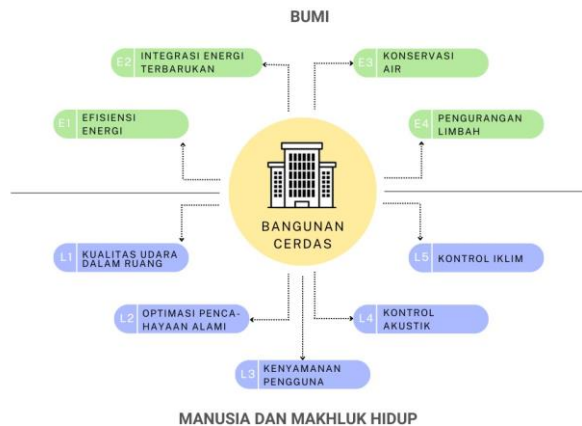 BUMI
E2 INTEGRASI ENERGI
TERBARUKAN
E3 KONSERVASI
AIR
E1 EFISIENSI
ENERGI
E4 PENGURANGAN
LIMBAH
BANGUNAN
CERDAS
L1 KUALITAS UDARA
DALAM RUANG
L5 KONTROL IKLIM
L2 OPTIMASI PENCA-
HAYAAN ALAMI
L4 KONTROL
AKUSTIK
L3 KENYAMANAN
PENGGUNA
MANUSIA DAN MAKHLUK HIDUP